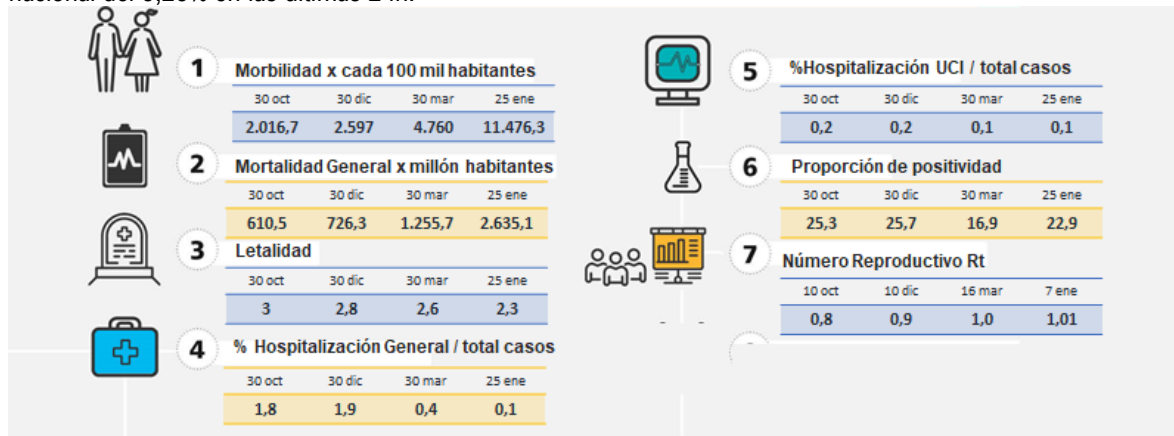 1
Morbilidad x cada 100 mil habitantes
30 oct 30 dic 30 mar 25 ene
2.016,7 2.597 4.760 11.476,3
2
Mortalidad General x millón habitantes
30 oct 30 dic 30 mar 25 ene
610,5 726,3 1.255,7 2.635,1
3
Letalidad
30 oct 30 dic 30 mar 25 ene
3 2,8 2,6 2,3
4
% Hospitalización General / total casos
30 oct 30 dic 30 mar 25 ene
1,8 1,9 0,4 0,1
5
%Hospitalización UCI / total casos
30 oct 30 dic 30 mar 25 ene
0,2 0,2 0,1 0,1
6
Proporción de positividad
30 oct 30 dic 30 mar 25 ene
25,3 25,7 16,9 22,9
7
Número Reproductivo Rt
10 oct 10 dic 16 mar 7 ene
0,8 0,9 1,0 1,01